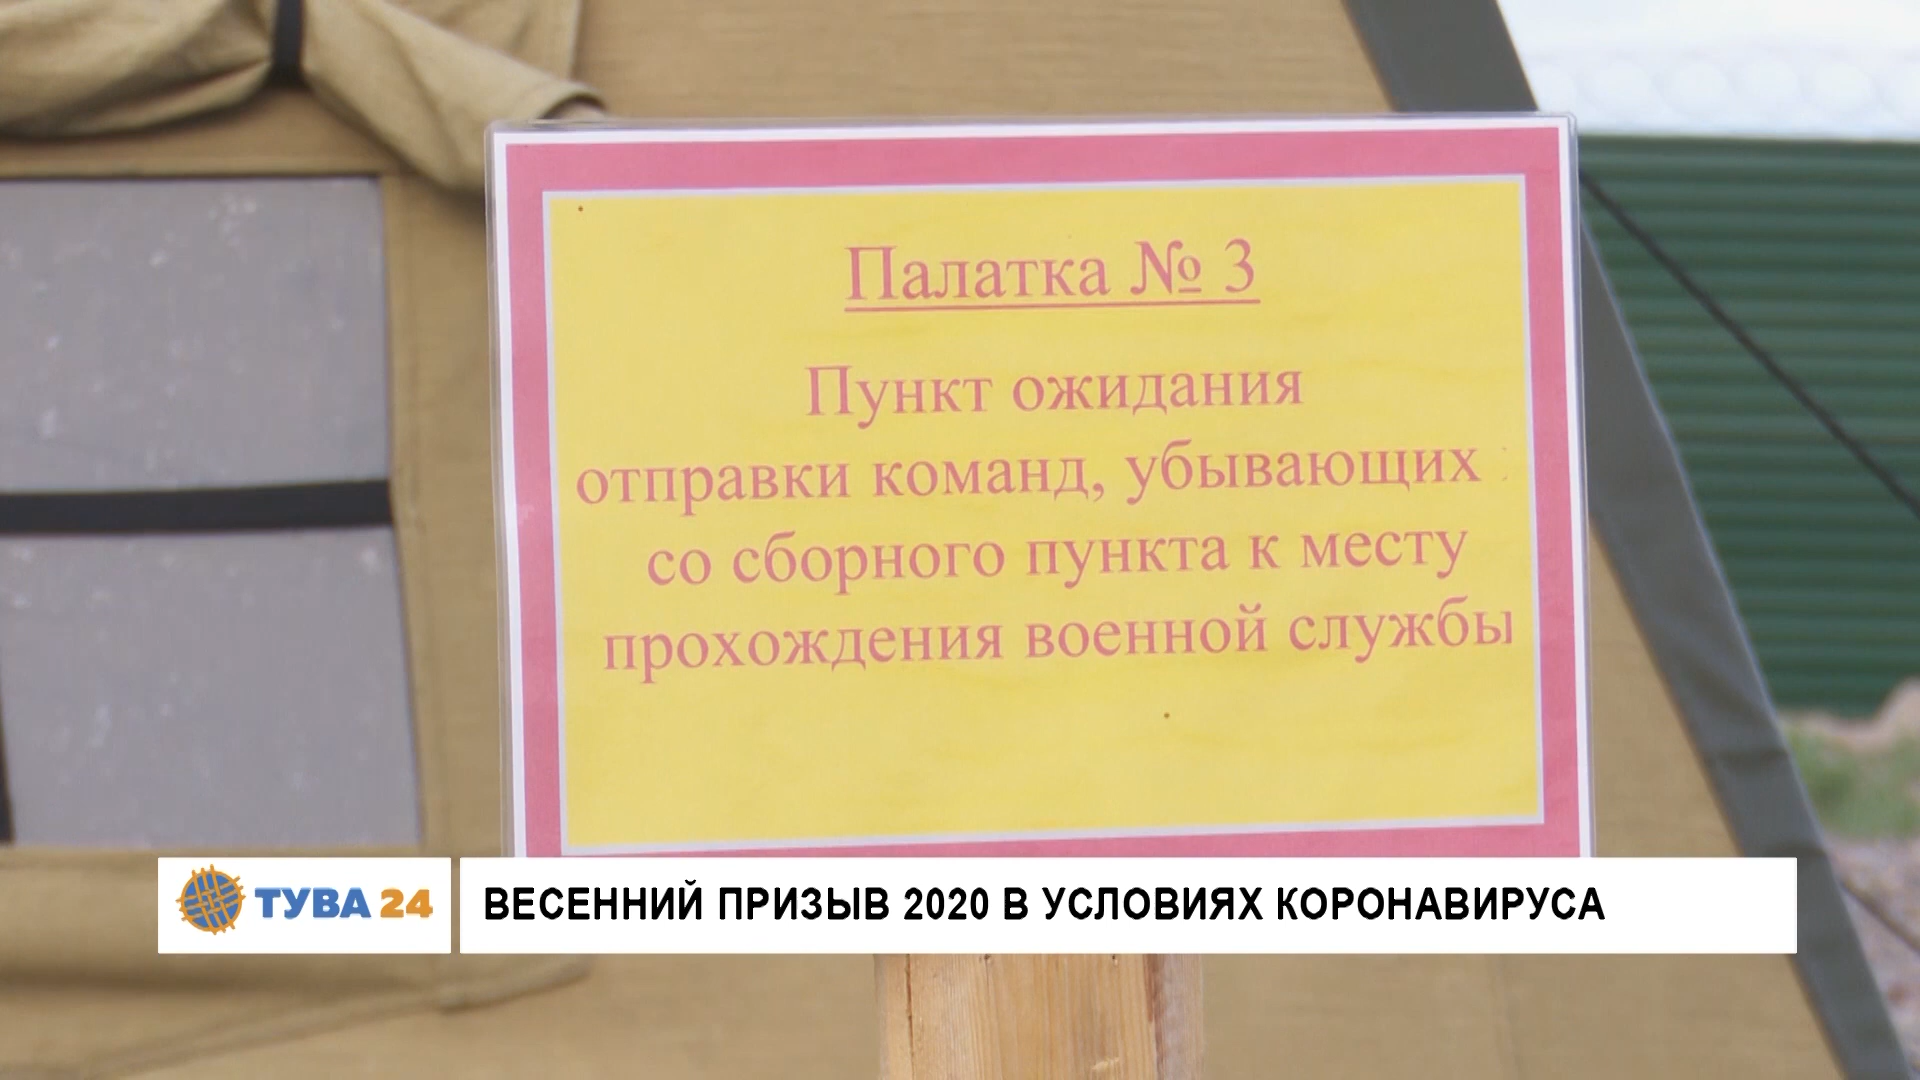 Палатка № 3
Пункт ожидания
отправки команд, убывающих
со сборного пункта к месту
прохождения военной службы
ТУВА 24
ВЕСЕННИЙ ПРИЗЫВ 2020 В УСЛОВИЯХ КОРОНАВИРУСА